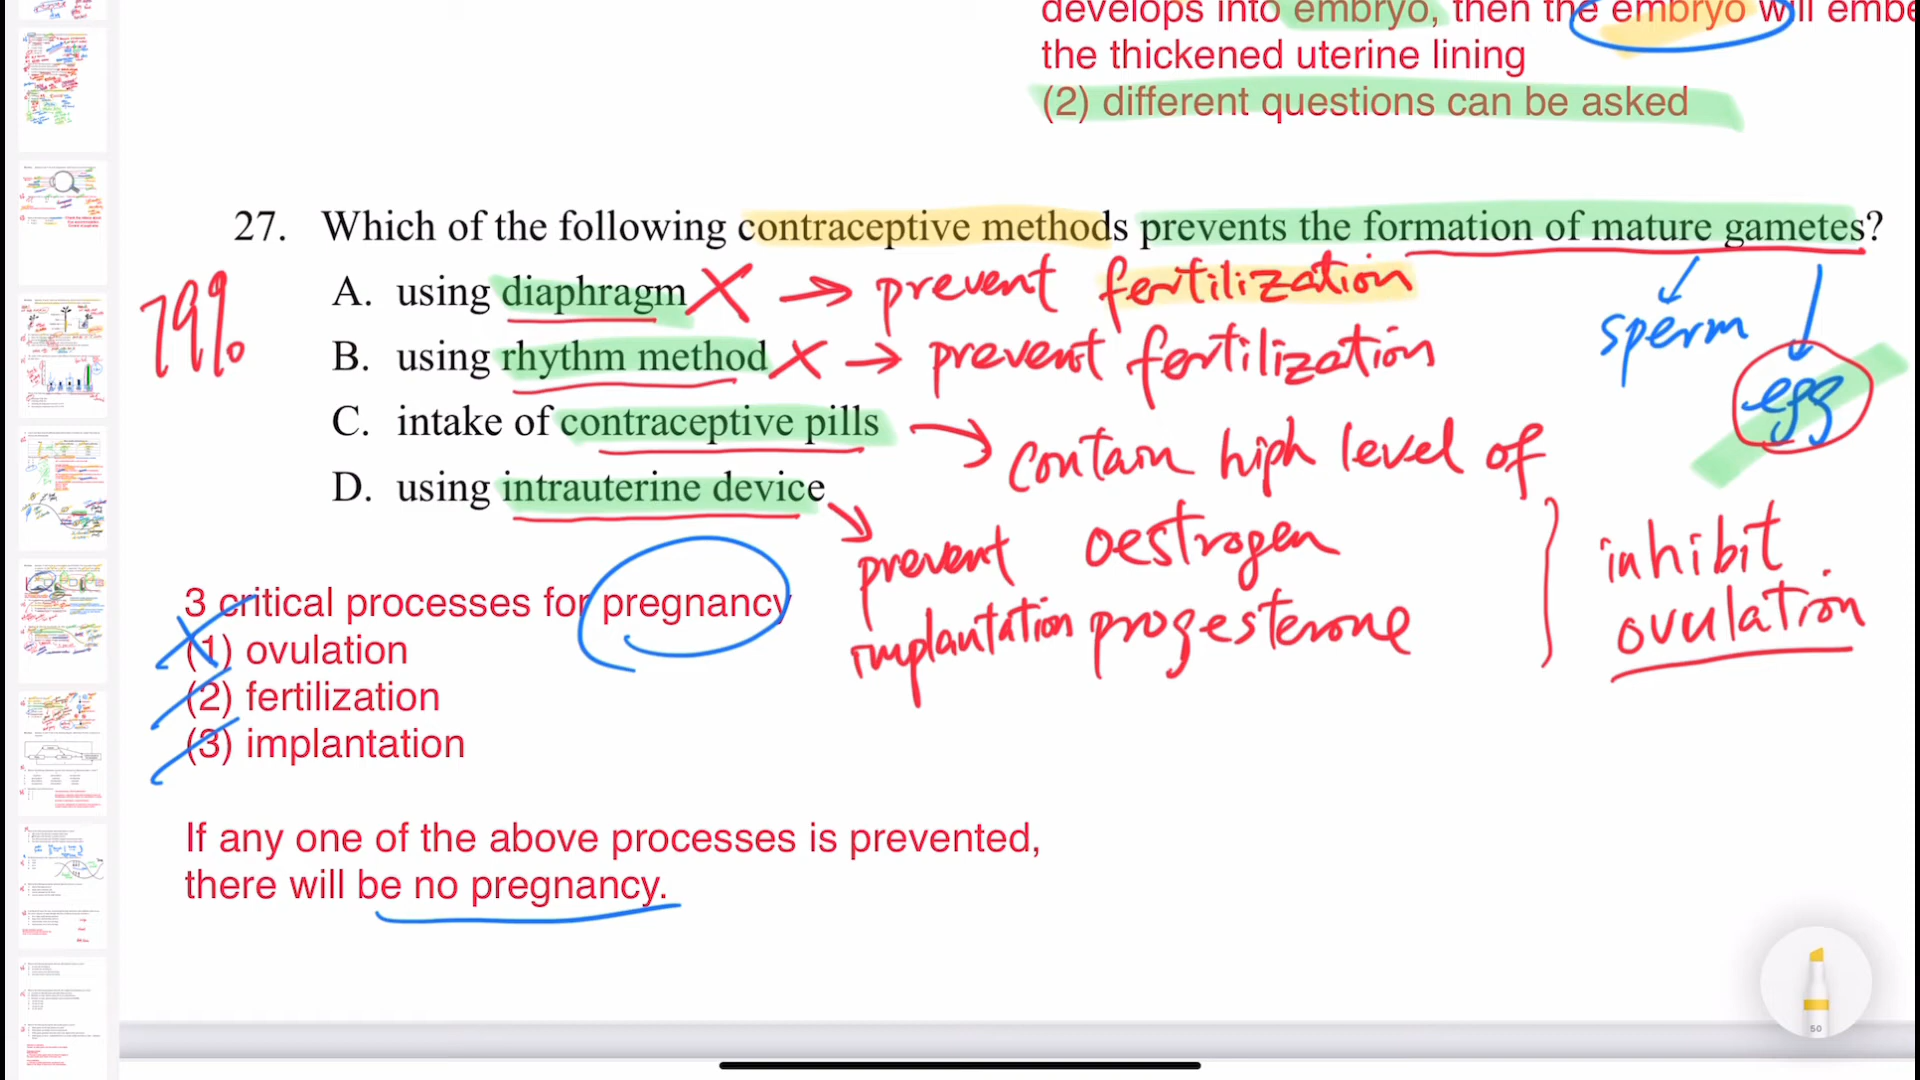 develops into embryo, then the embryo will embe
the thickened uterine lining
(2) different questions can be asked
27. Which of the following contraceptive methods prevents the formation of mature gametes?
79%
A. using diaphragm X → prevent fertilization
sperm
B. using rhythm method X → prevent fertilization
egg
C. intake of contraceptive pills → contain high level of
D. using intrauterine device
prevent oestrogen
inhibit
implantation progesterone
ovulation
3 critical processes for pregnancy
(1) ovulation
(2) fertilization
(3) implantation
If any one of the above processes is prevented,
there will be no pregnancy.
50